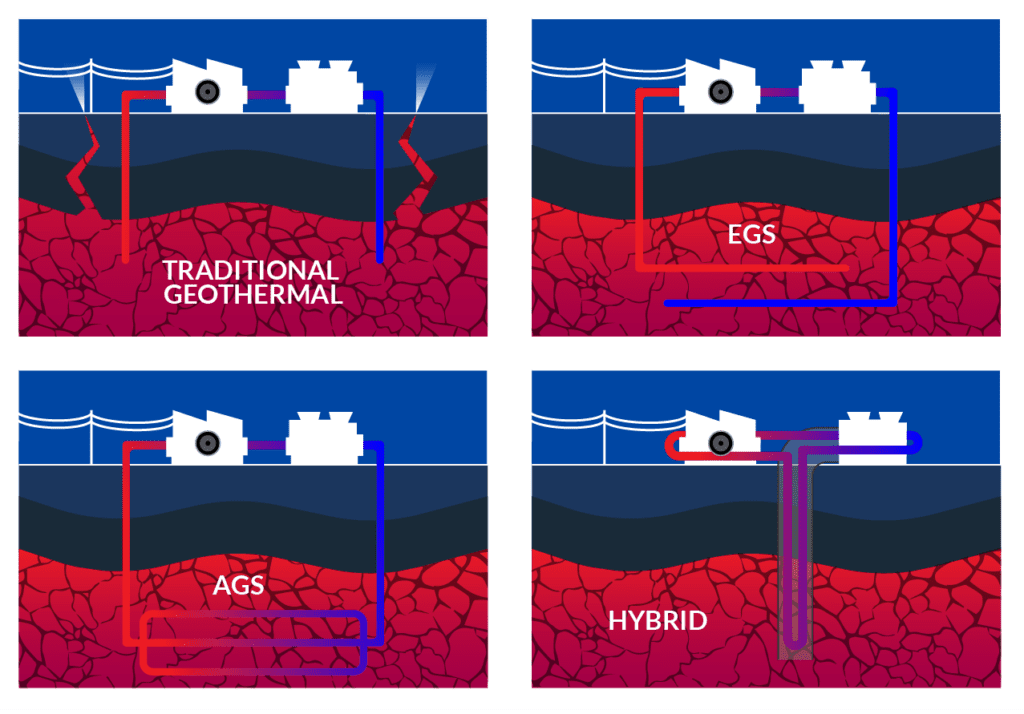 TRADITIONAL
GEOTHERMAL
EGS
AGS
HYBRID